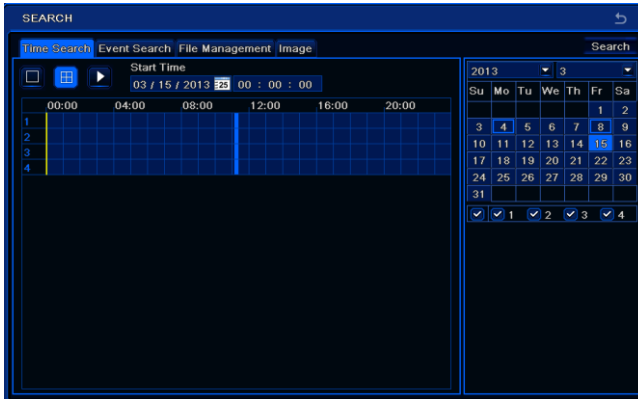 SEARCH
Time Search Event Search File Management Image Search
Start Time
03 / 15 / 2013 25 00 : 00 : 00
00:00 04:00 08:00 12:00 16:00 20:00
1
2
3
4
2013 3
Su Mo Tu We Th Fr Sa
1 2
3 4 5 6 7 8 9
10 11 12 13 14 15 16
17 18 19 20 21 22 23
24 25 26 27 28 29 30
31
1 2 3 4